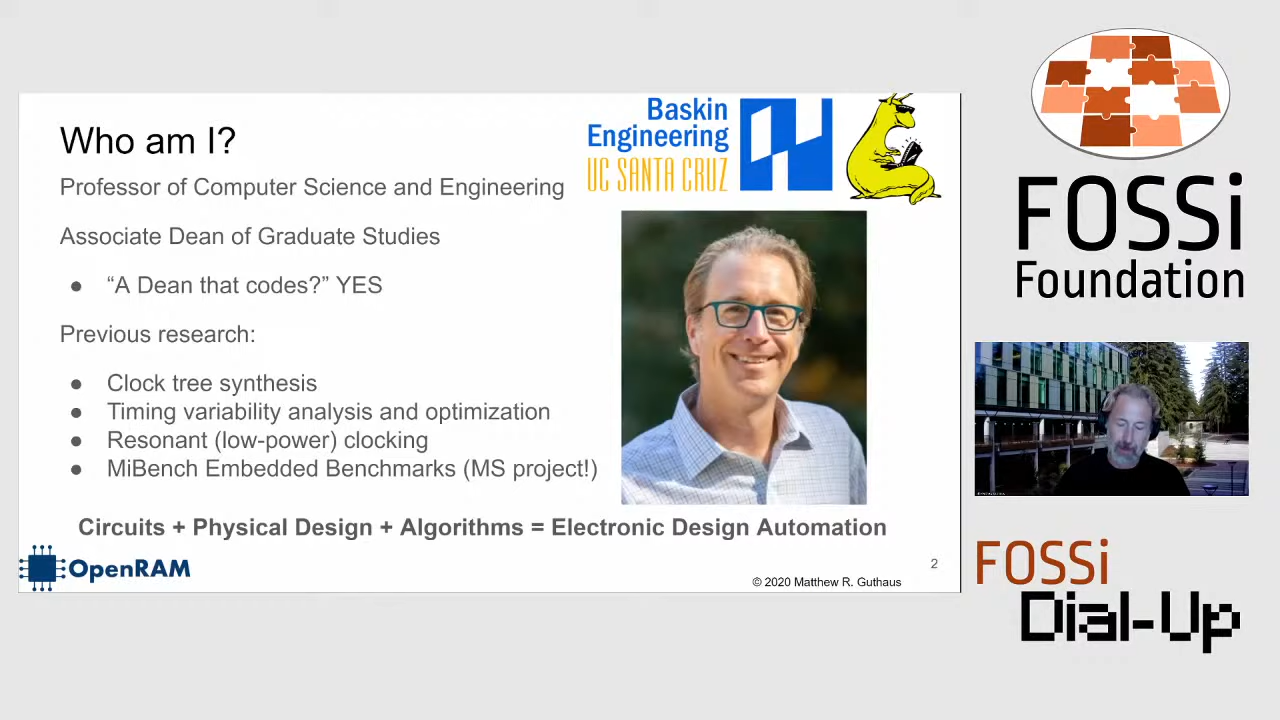 Who am I?
Baskin
Engineering
UC SANTA CRUZ
Professor of Computer Science and Engineering
Associate Dean of Graduate Studies
● “A Dean that codes?” YES
Previous research:
● Clock tree synthesis
● Timing variability analysis and optimization
● Resonant (low-power) clocking
● MiBench Embedded Benchmarks (MS project!)
Circuits + Physical Design + Algorithms = Electronic Design Automation
OpenRAM
2
© 2020 Matthew R. Guthaus
FOSSi
Foundation
FOSSi
Dial-Up